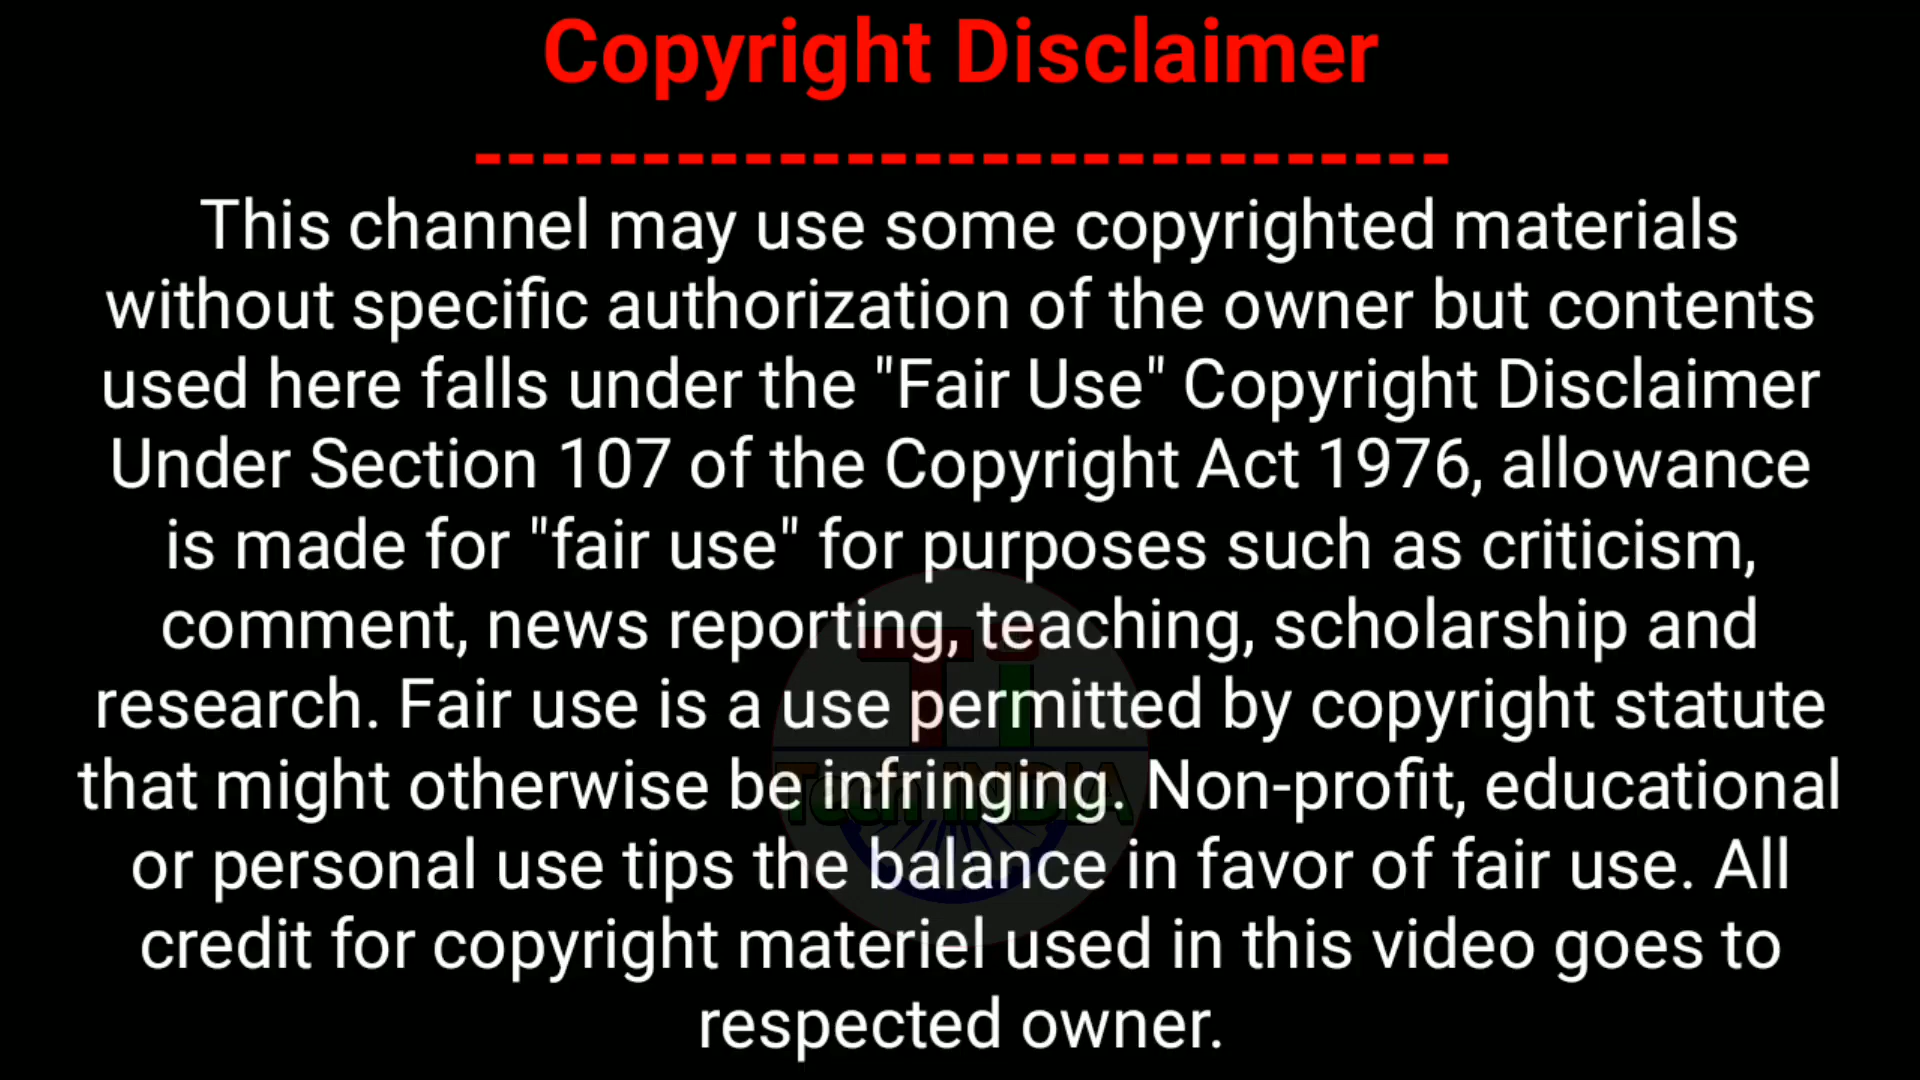 Copyright Disclaimer
-----------------------------
This channel may use some copyrighted materials
without specific authorization of the owner but contents
used here falls under the "Fair Use" Copyright Disclaimer
Under Section 107 of the Copyright Act 1976, allowance
is made for "fair use" for purposes such as criticism,
comment, news reporting, teaching, scholarship and
research. Fair use is a use permitted by copyright statute
that might otherwise be infringing. Non-profit, educational
or personal use tips the balance in favor of fair use. All
credit for copyright materiel used in this video goes to
respected owner.
Ti
Tech INDIA